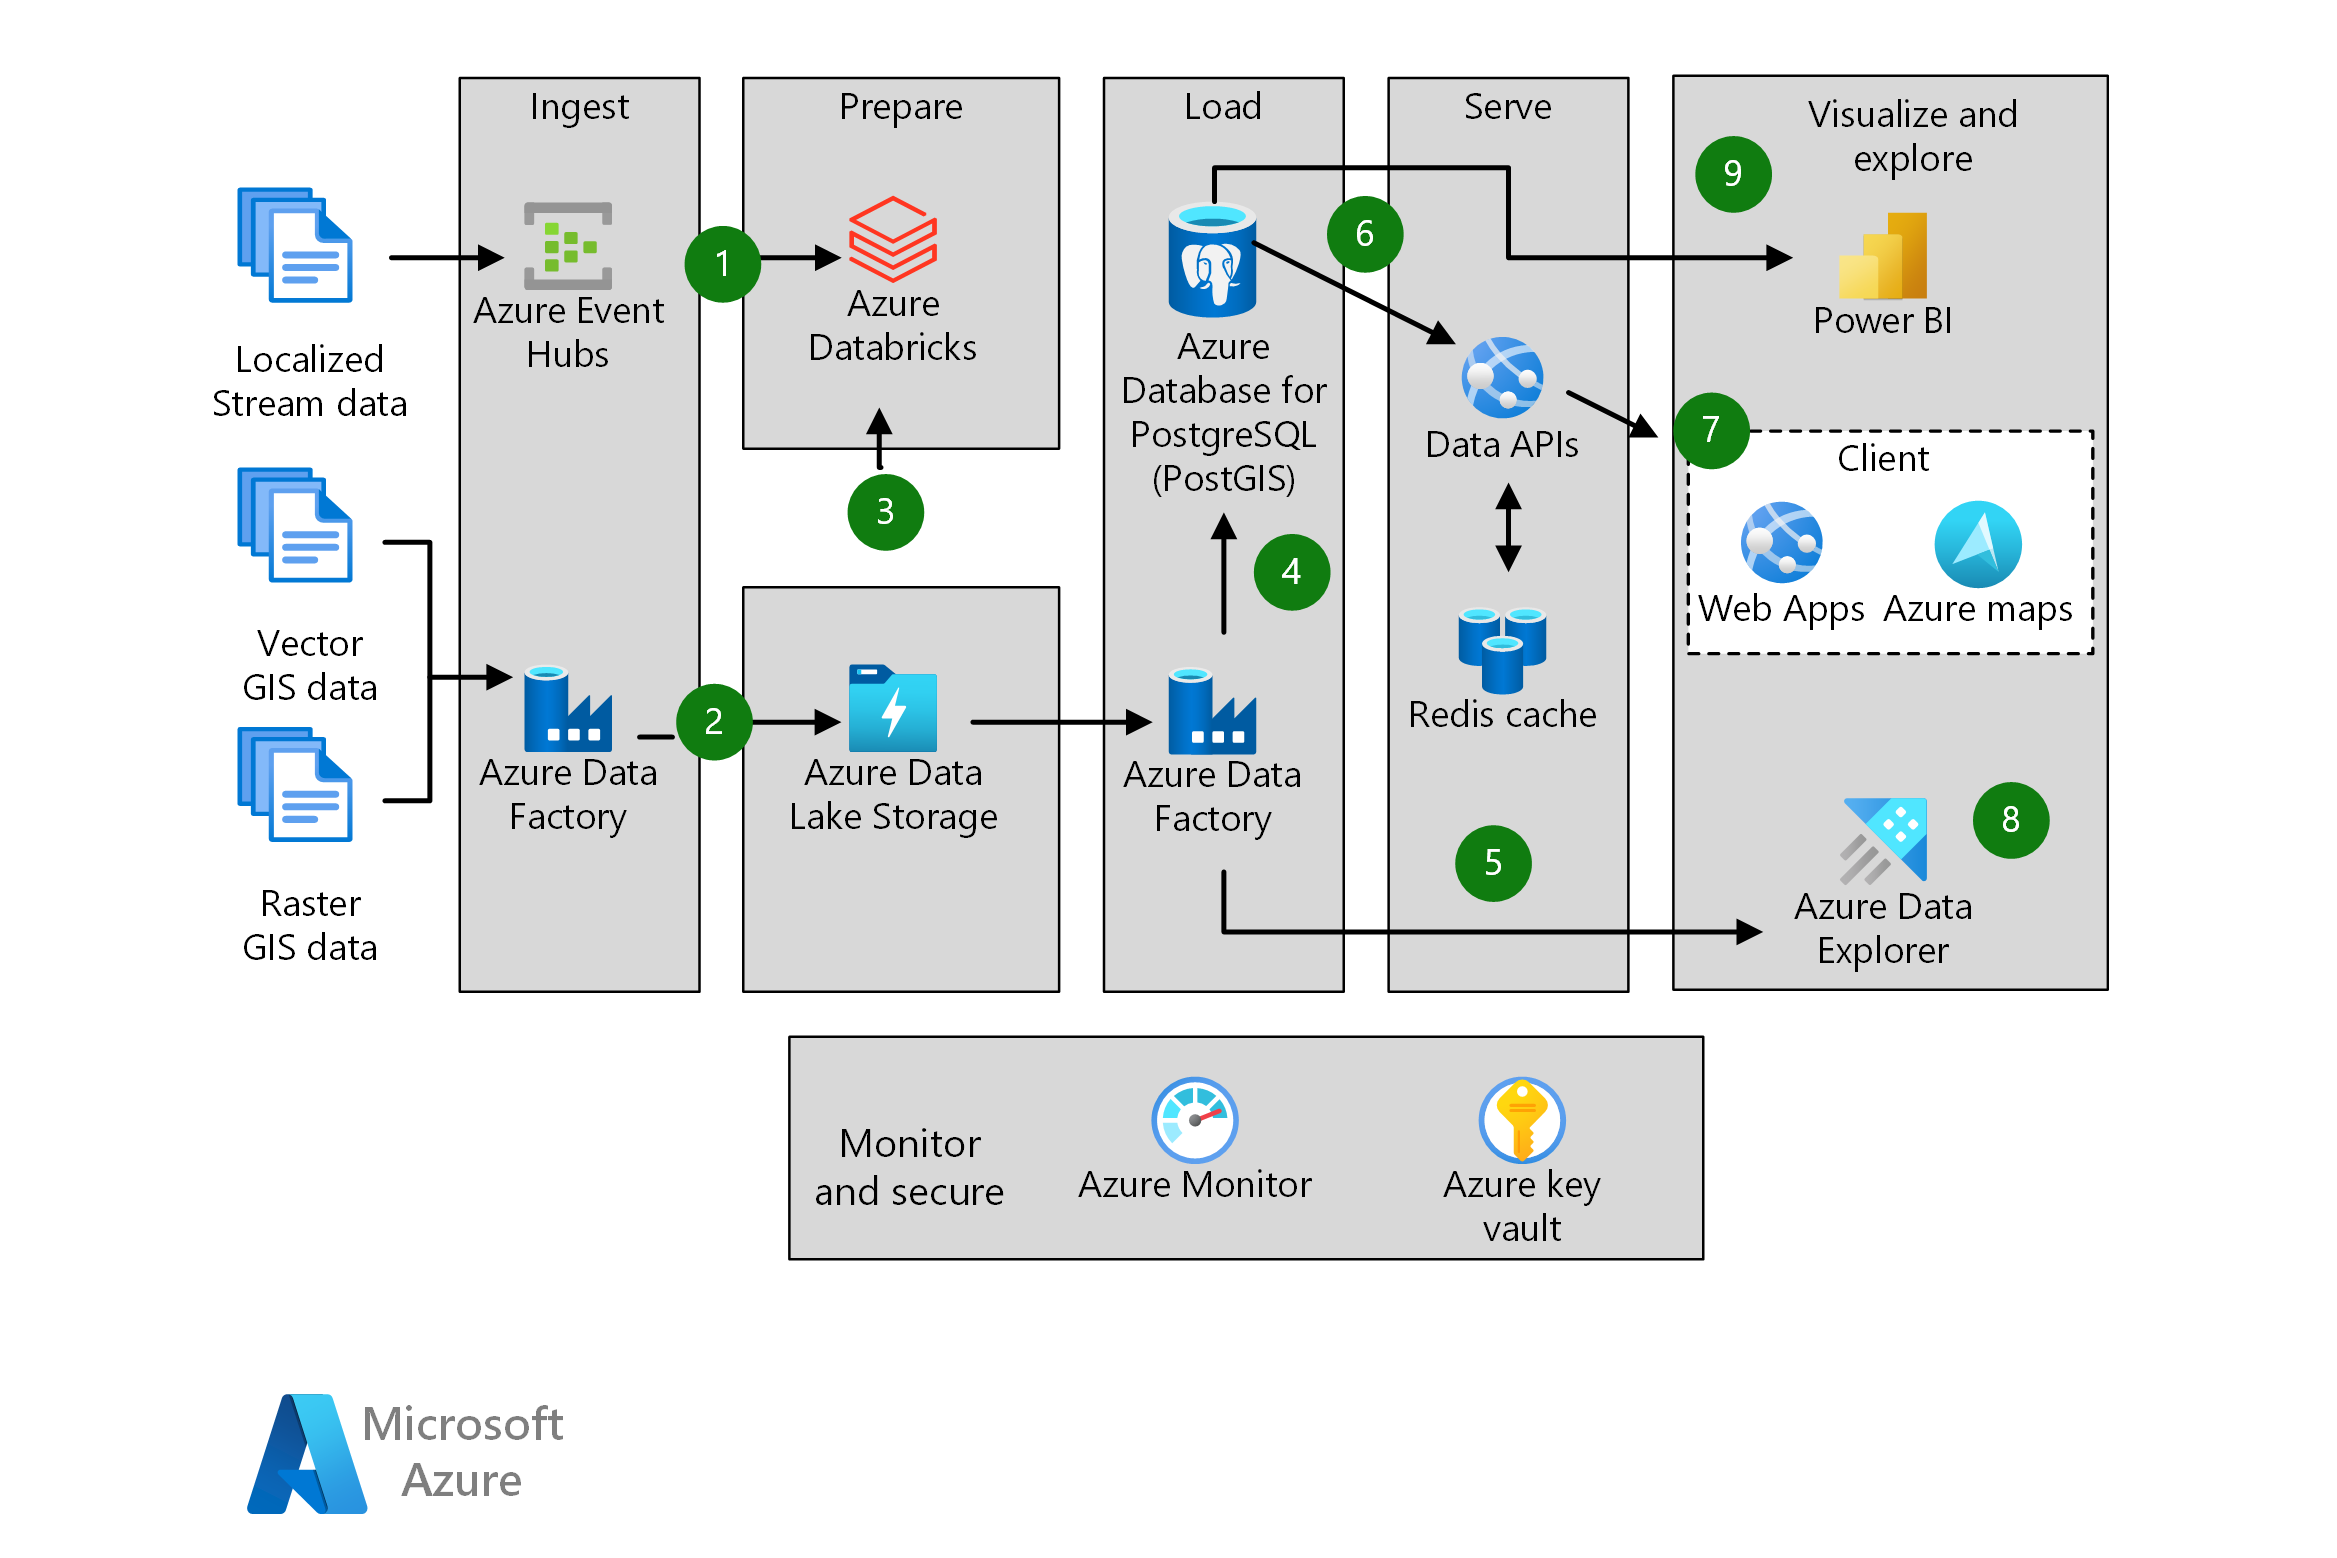 Ingest
Prepare
Load
Serve
Visualize and
explore
Localized
Stream data
Vector
GIS data
Raster
GIS data
Azure Event
Hubs
Azure Data
Factory
1
2
Azure
Databricks
3
Azure Data
Lake Storage
Azure
Database for
PostgreSQL
(PostGIS)
4
Azure Data
Factory
6
Data APIs
Redis cache
5
9
Power BI
7
Client
Web Apps
Azure maps
8
Azure Data
Explorer
Monitor
and secure
Azure Monitor
Azure key
vault
Microsoft
Azure